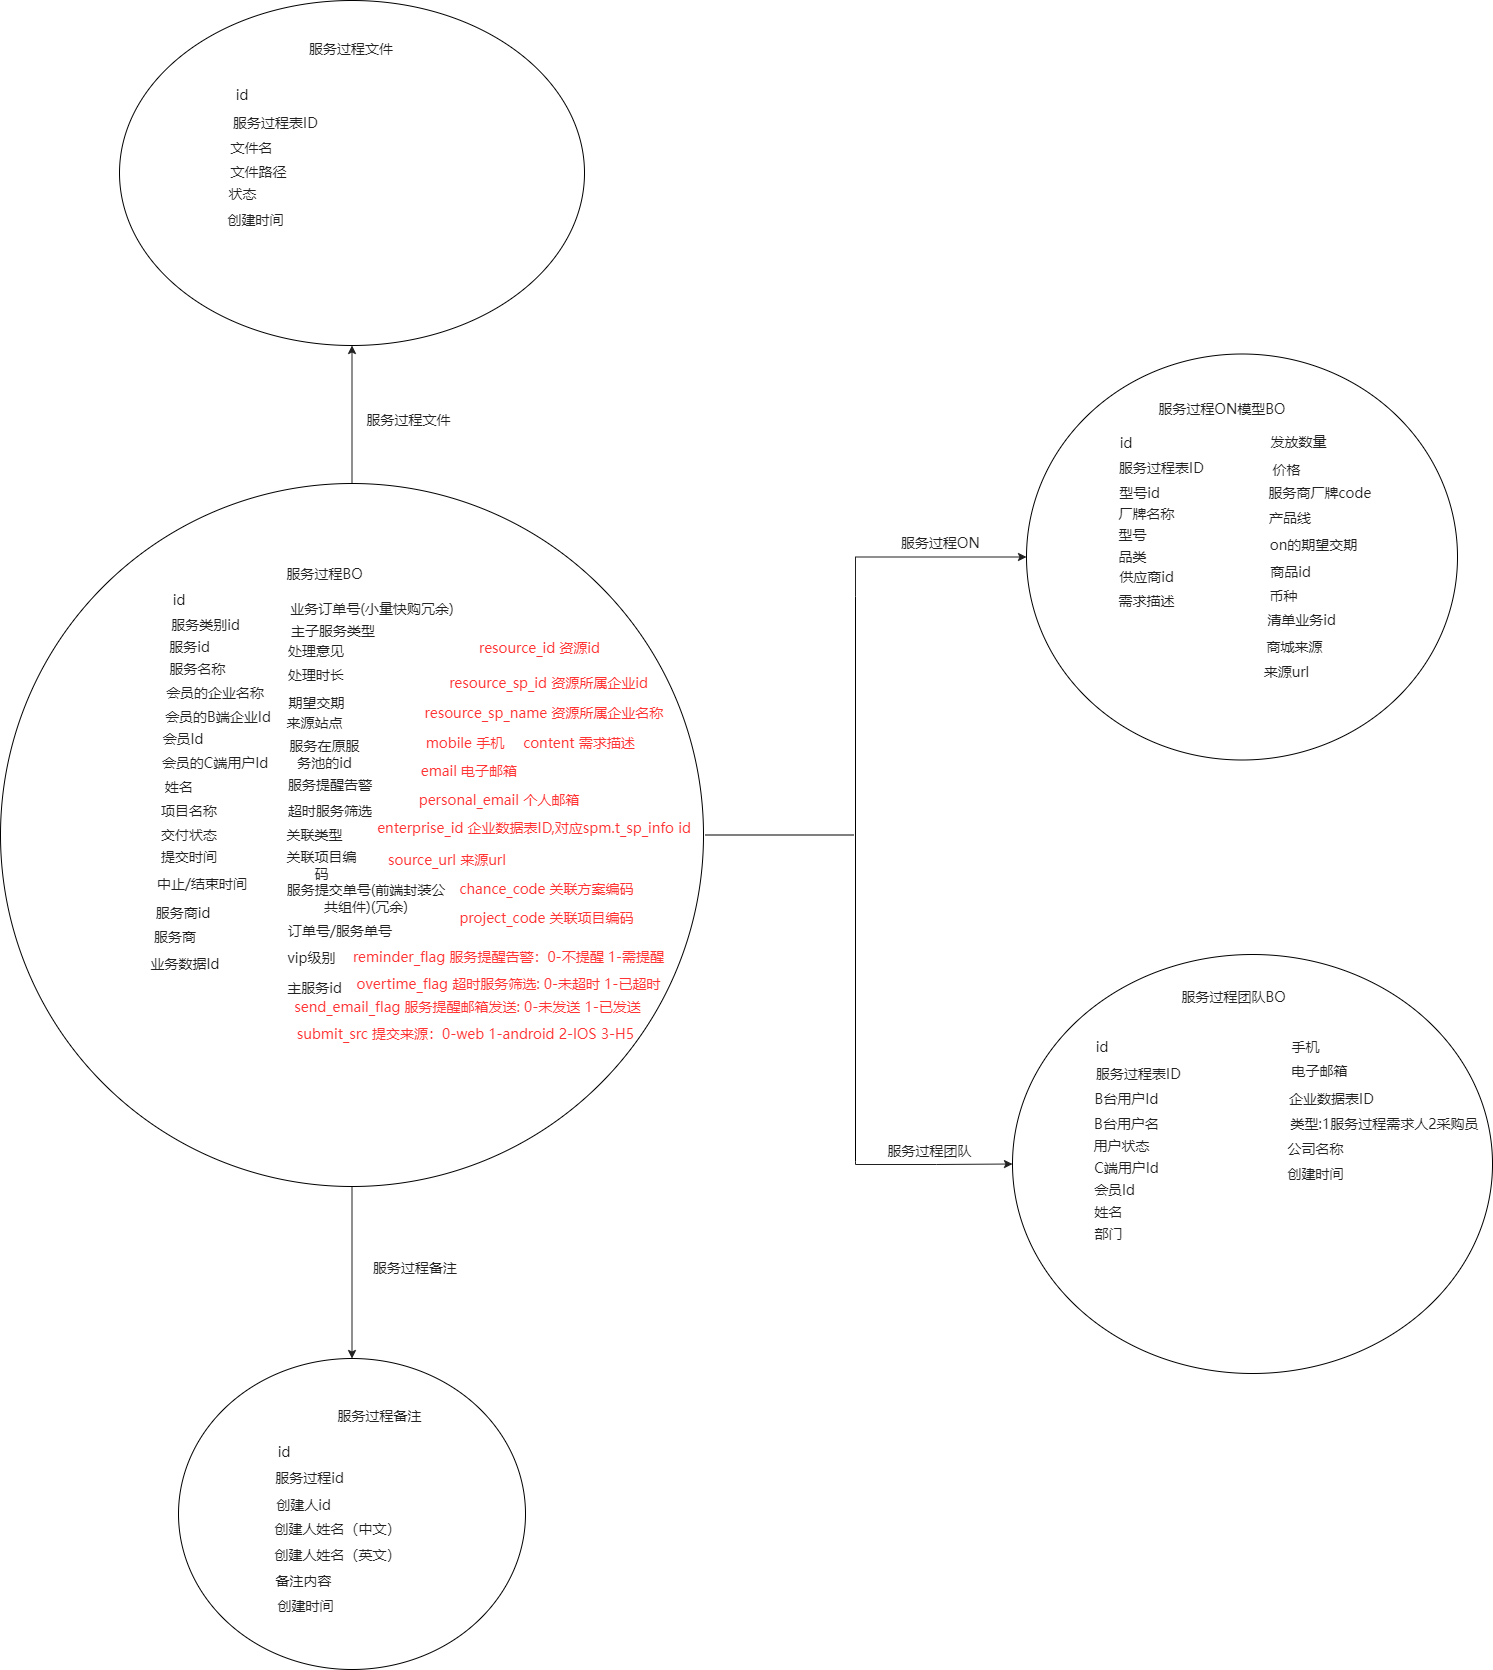 服务过程文件
id
服务过程表ID
文件名
文件路径
状态
创建时间
服务过程文件
服务过程BO
id
服务类别id
服务id
服务名称
会员的企业名称
会员的B端企业Id
会员Id
会员的C端用户Id
姓名
项目名称
交付状态
提交时间
中止/结束时间
服务商id
服务商
业务数据Id
业务订单号(小量快购冗余)
主子服务类型
处理意见
处理时长
期望交期
来源站点
服务在原服
务池的id
服务提醒告警
超时服务筛选
关联类型
关联项目编
码
服务提交单号(前端封装公
共组件)(冗余)
订单号/服务单号
vip级别
主服务id
resource_id 资源id
resource_sp_id 资源所属企业id
resource_sp_name 资源所属企业名称
mobile 手机
content 需求描述
email 电子邮箱
personal_email 个人邮箱
enterprise_id 企业数据表ID,对应spm.t_sp_info id
source_url 来源url
chance_code 关联方案编码
project_code 关联项目编码
reminder_flag 服务提醒告警：0-不提醒 1-需提醒
overtime_flag 超时服务筛选: 0-未超时 1-已超时
send_email_flag 服务提醒邮箱发送: 0-未发送 1-已发送
submit_src 提交来源：0-web 1-android 2-IOS 3-H5
服务过程ON
服务过程ON模型BO
id
服务过程表ID
型号id
厂牌名称
型号
品类
供应商id
需求描述
发放数量
价格
服务商厂牌code
产品线
on的期望交期
商品id
币种
清单业务id
商城来源
来源url
服务过程团队
服务过程团队BO
id
服务过程表ID
B台用户Id
B台用户名
用户状态
C端用户Id
会员Id
姓名
部门
手机
电子邮箱
企业数据表ID
类型:1服务过程需求人2采购员
公司名称
创建时间
服务过程备注
服务过程备注
id
服务过程id
创建人id
创建人姓名（中文）
创建人姓名（英文）
备注内容
创建时间